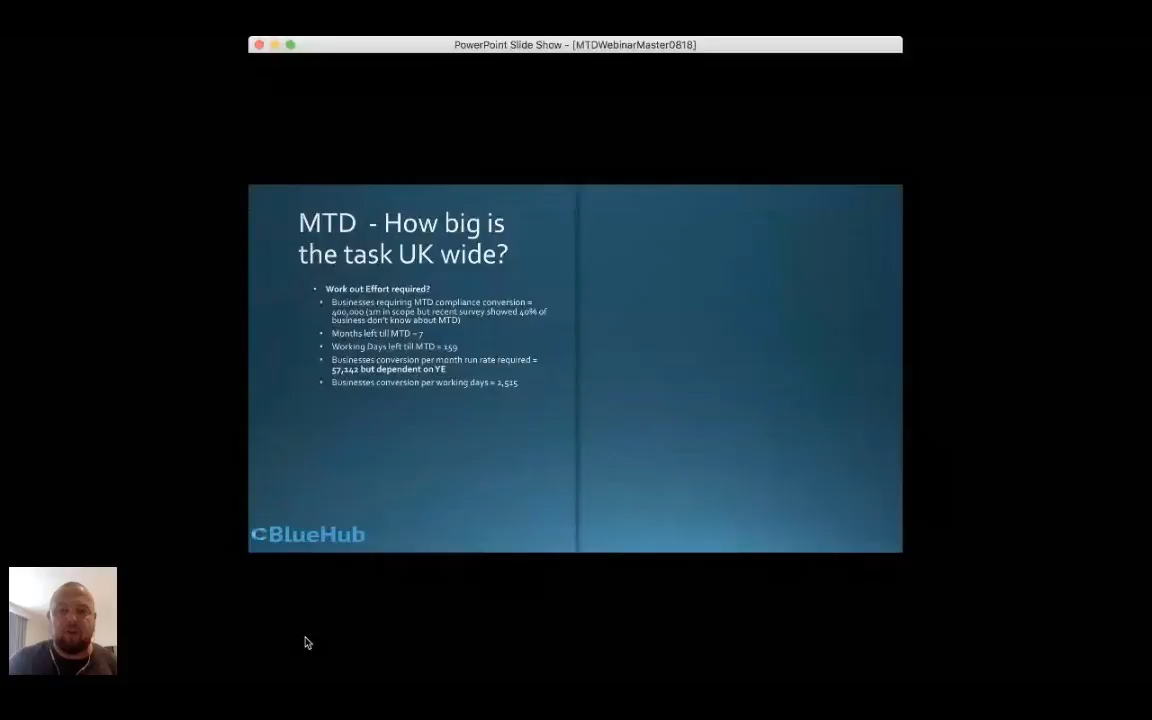 PowerPoint Slide Show - [MTDWebinarMaster0818]
MTD - How big is
the task UK wide?
• Work out Effort required?
• Businesses requiring MTD compliance conversion =
400,000 (1m in scope but recent survey showed 40% of
business don't know about MTD)
• Months left till MTD – 7
• Working Days left till MTD = 159
• Businesses conversion per month run rate required =
57,142 but dependent on YE
• Businesses conversion per working days = 2,515
BlueHub